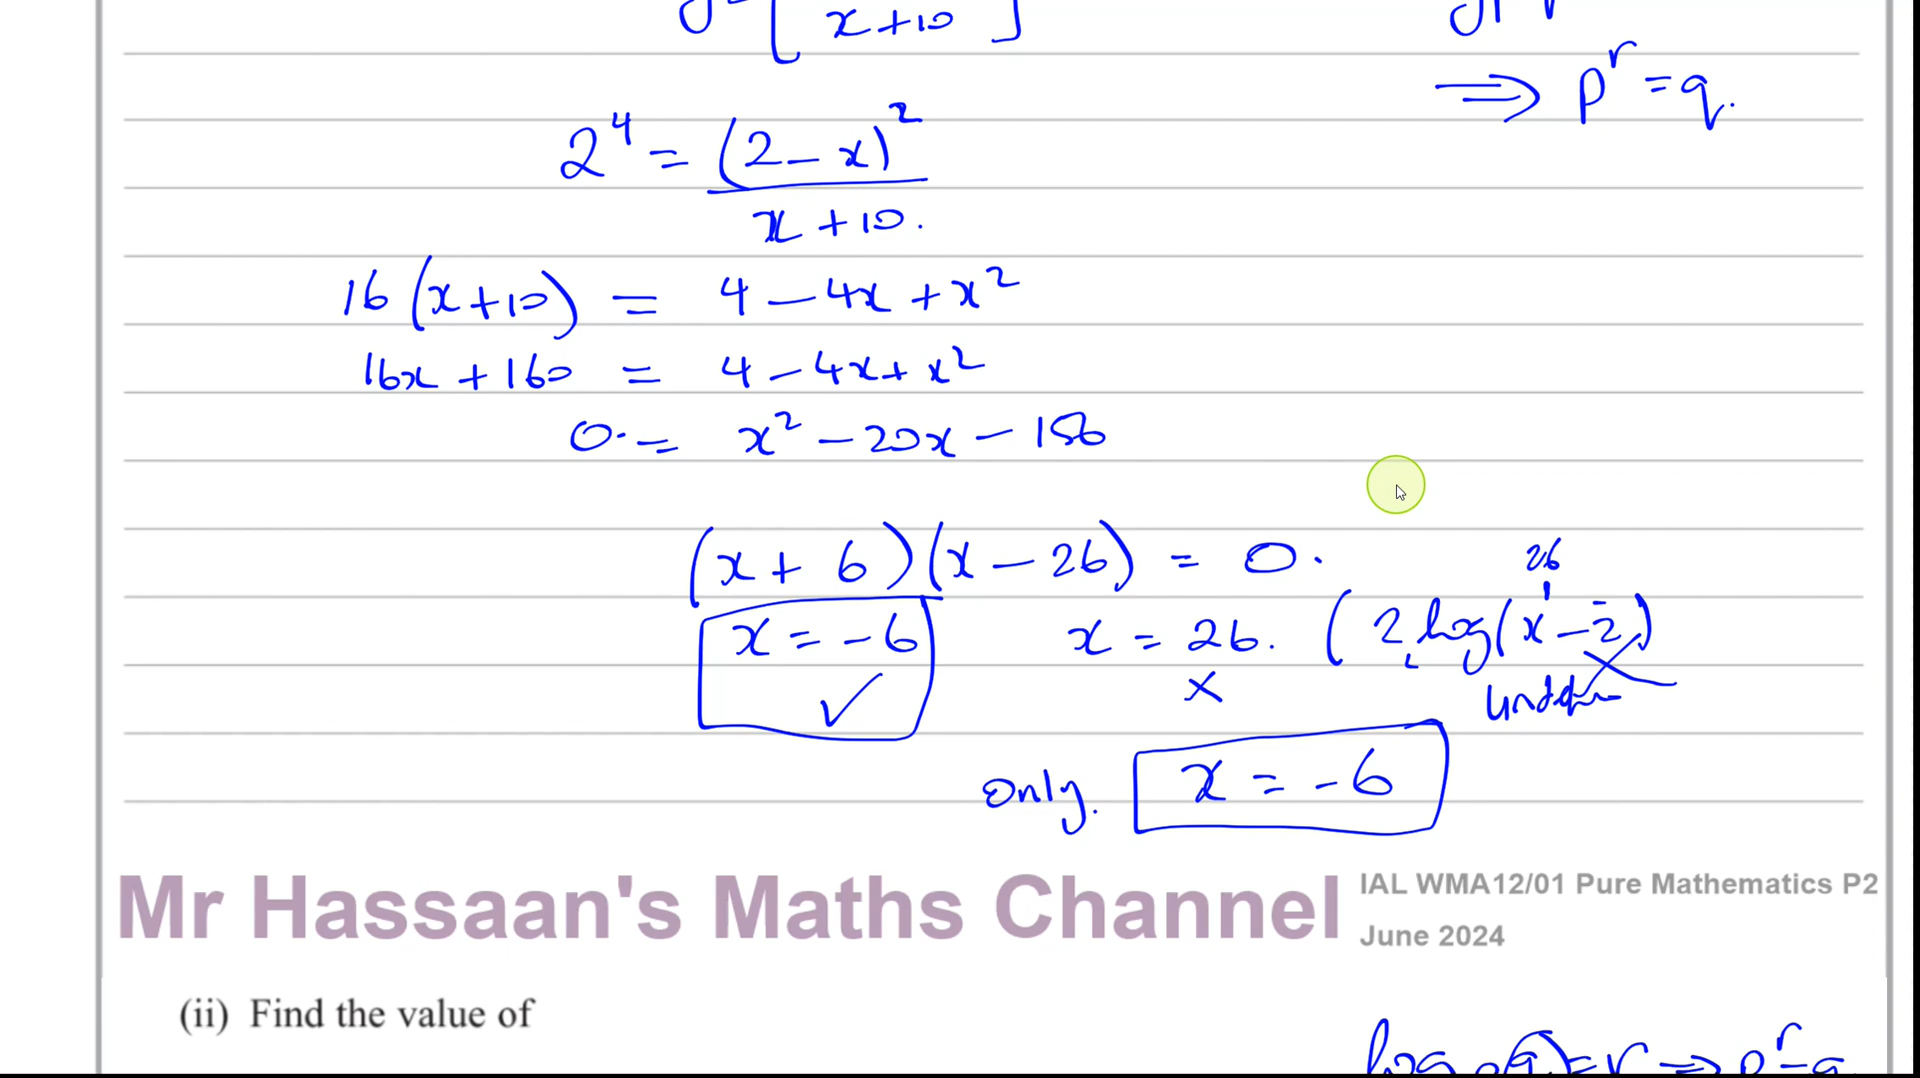 x+10
⟹ p^r = q.
2^4 = (2 - x)^2
x + 10.
16(x+10) = 4 - 4x + x^2
16x + 160 = 4 - 4x + x^2
0 = x^2 - 20x - 156
(x + 6)(x - 26) = 0.
26
x = -6 x = 26. (2 log(x - 2)
✓ × undef
only. x = -6
Mr Hassaan's Maths Channel
IAL WMA12/01 Pure Mathematics P2
June 2024
(ii) Find the value of